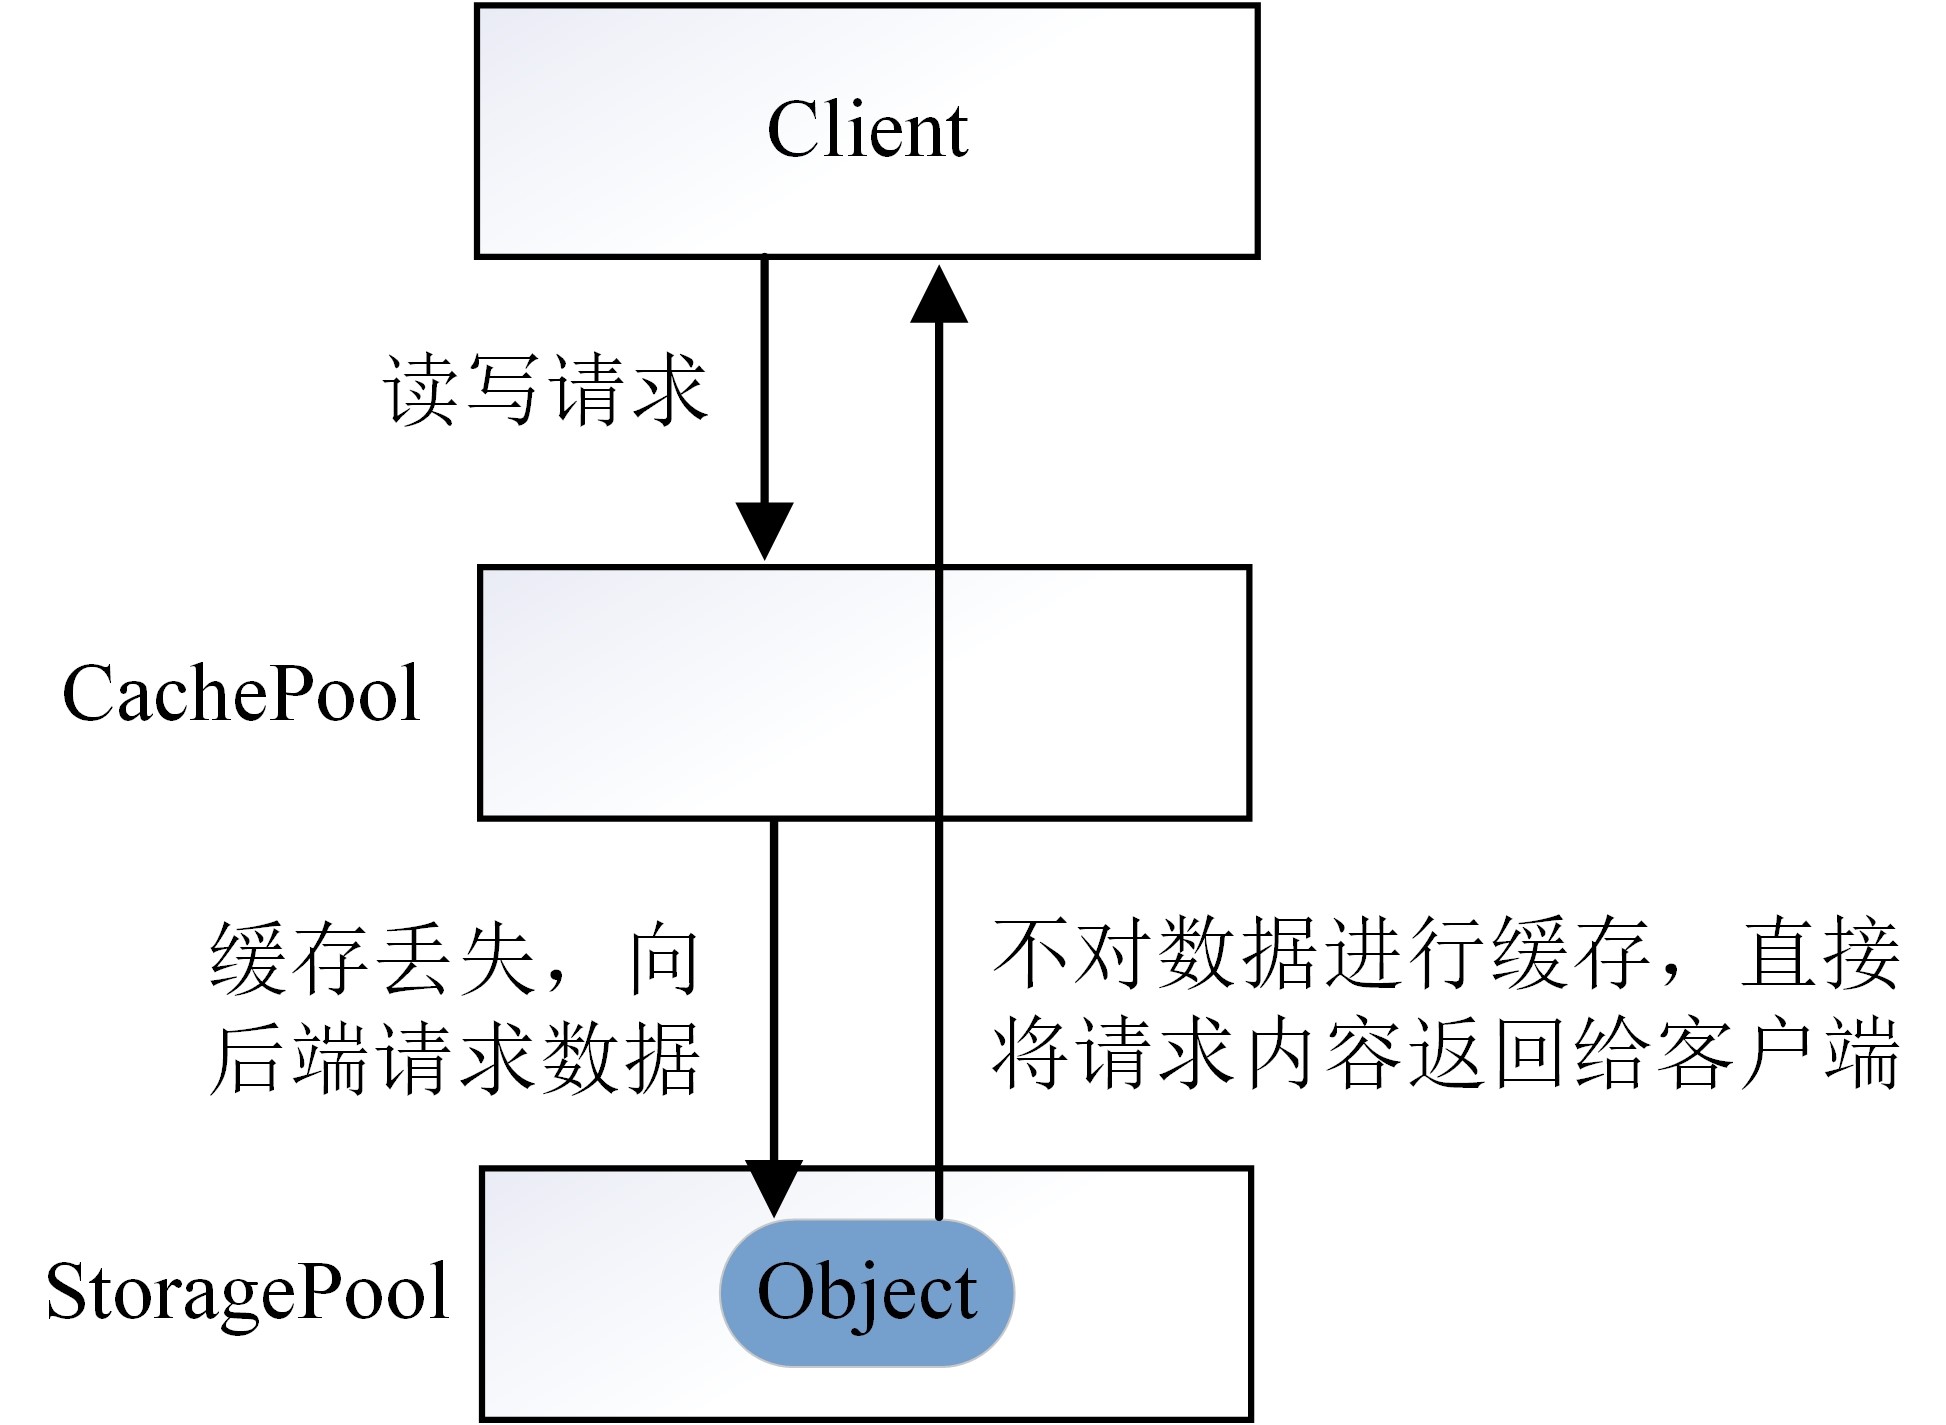 Client
读写请求
CachePool
缓存丢失，向
后端请求数据
不对数据进行缓存，直接
将请求内容返回给客户端
StoragePool
Object